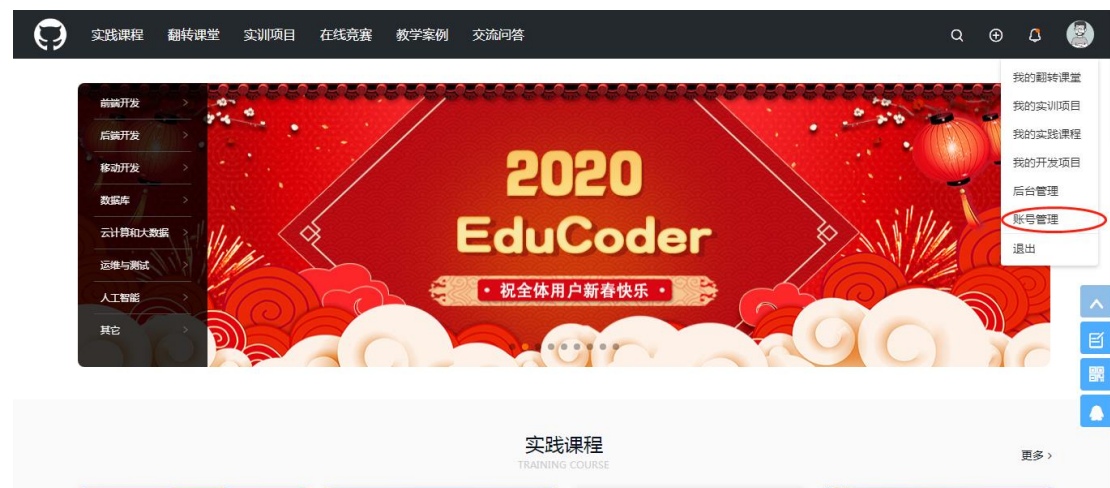 实践课程 翻转课堂 实训项目 在线竞赛 教学案例 交流问答
我的翻转课堂
我的实训项目
我的实践课程
我的开发项目
后台管理
账号管理
退出
前端开发
后端开发
移动开发
数据库
云计算和大数据
运维与测试
人工智能
其它
2020
EduCoder
• 祝全体用户新春快乐 •
实践课程
TRAINING COURSE
更多 >